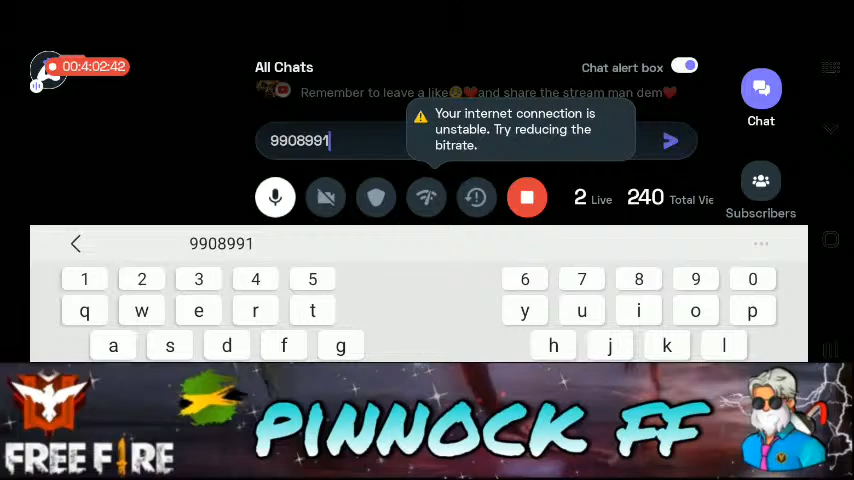 00:4:02:42
All Chats
Chat alert box
Remember to leave a like🥺❤️and share the stream man dem❤️
Your internet connection is
unstable. Try reducing the
bitrate.
9908991
Chat
2 Live 240 Total Vie
Subscribers
9908991
1 2 3 4 5 6 7 8 9 0
q w e r t y u i o p
a s d f g h j k l
PINNOCK FF
FREE FIRE